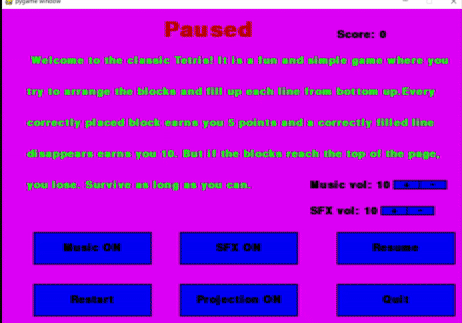 pygame window
Paused
Score: 0
Welcome to the classic Tetris! It is a fun and simple game where you
try to arrange the blocks and fill up each line from bottom up.Every
correctly placed block earns you 5 points and a correctly filled line
disappears earns you 10. But if the blocks reach the top of the page,
you lose. Survive as long as you can.
Music vol: 10 + | -
SFX vol: 10 + | -
Music ON SFX ON Resume
Restart Projection ON Quit